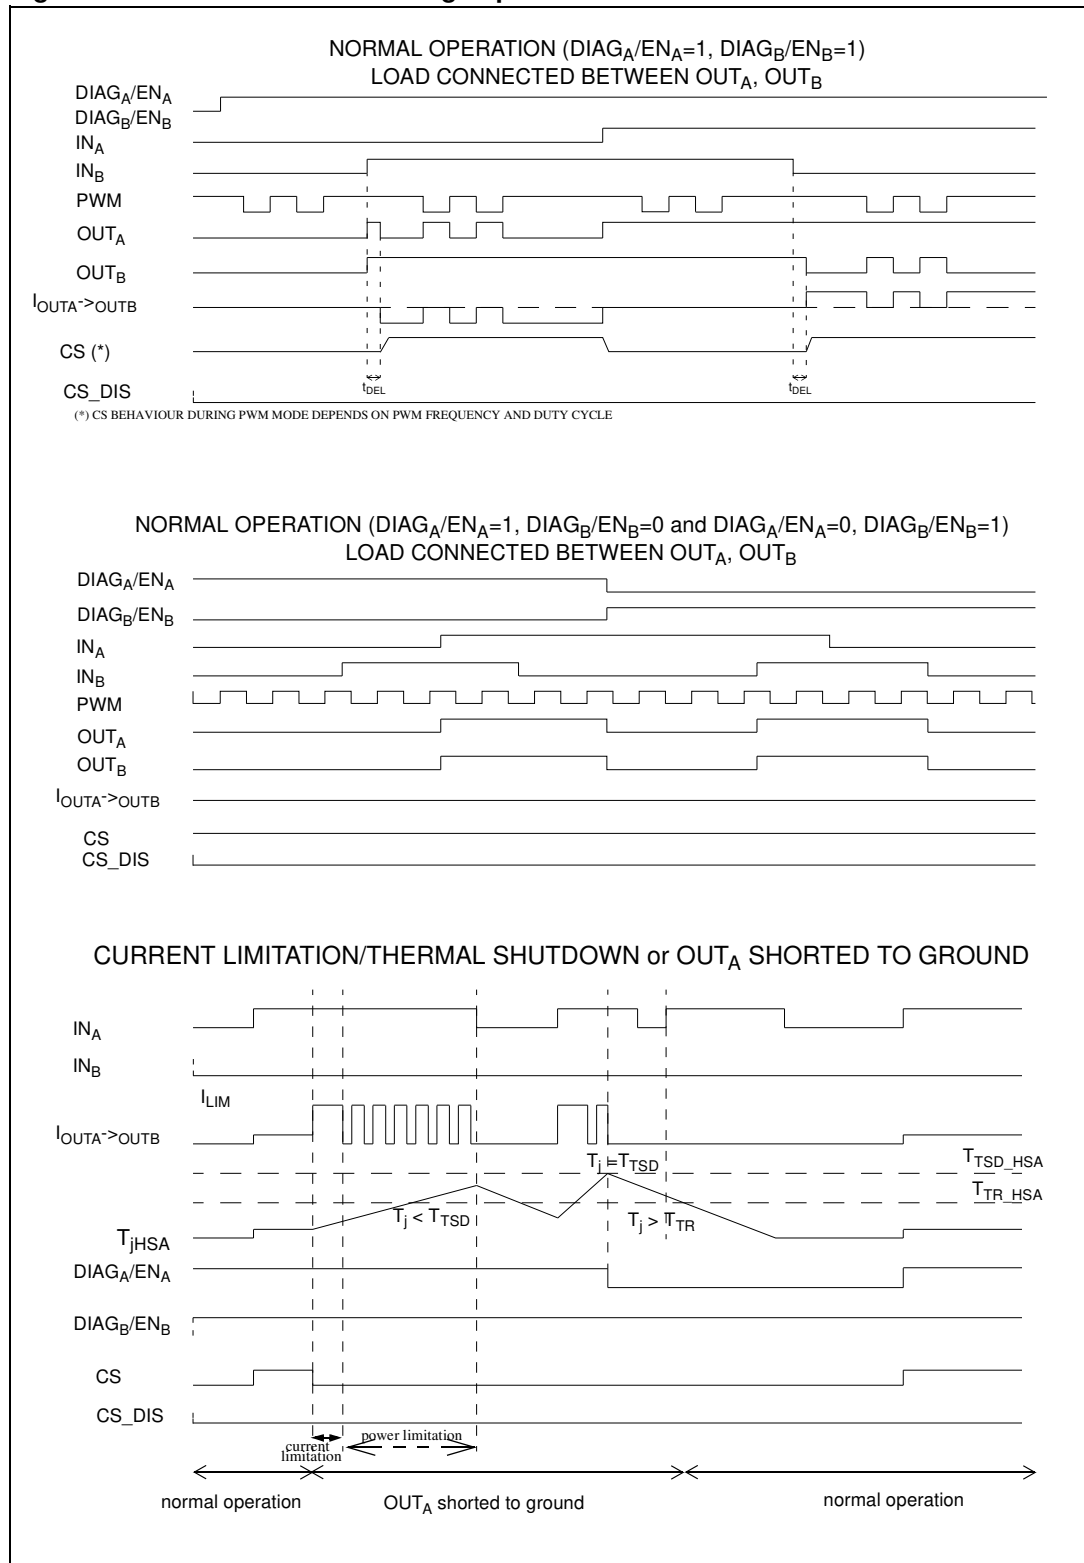 NORMAL OPERATION (DIAGA/ENA=1, DIAGB/ENB=1)
LOAD CONNECTED BETWEEN OUTA, OUTB
DIAGA/ENA
DIAGB/ENB
INA
INB
PWM
OUTA
OUTB
IOUTA->OUTB
CS (*)
tDEL
tDEL
CS_DIS
(*) CS BEHAVIOUR DURING PWM MODE DEPENDS ON PWM FREQUENCY AND DUTY CYCLE
NORMAL OPERATION (DIAGA/ENA=1, DIAGB/ENB=0 and DIAGA/ENA=0, DIAGB/ENB=1)
LOAD CONNECTED BETWEEN OUTA, OUTB
DIAGA/ENA
DIAGB/ENB
INA
INB
PWM
OUTA
OUTB
IOUTA->OUTB
CS
CS_DIS
CURRENT LIMITATION/THERMAL SHUTDOWN or OUTA SHORTED TO GROUND
INA
INB
ILIM
IOUTA->OUTB
TTSD_HSA
Tj =TTSD
TTR_HSA
Tj < TTSD
Tj > TTR
TjHSA
DIAGA/ENA
DIAGB/ENB
CS
CS_DIS
power limitation
current
limitation
normal operation
OUTA shorted to ground
normal operation